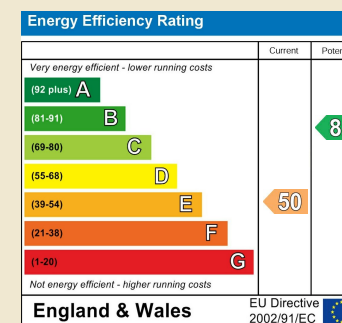 Energy Efficiency Rating
Current
Very energy efficient - lower running costs
(92 plus) A
(81-91) B
(69-80) C
(55-68) D
(39-54) E
50
(21-38) F
(1-20) G
Not energy efficient - higher running costs
England & Wales
EU Directive
2002/91/EC